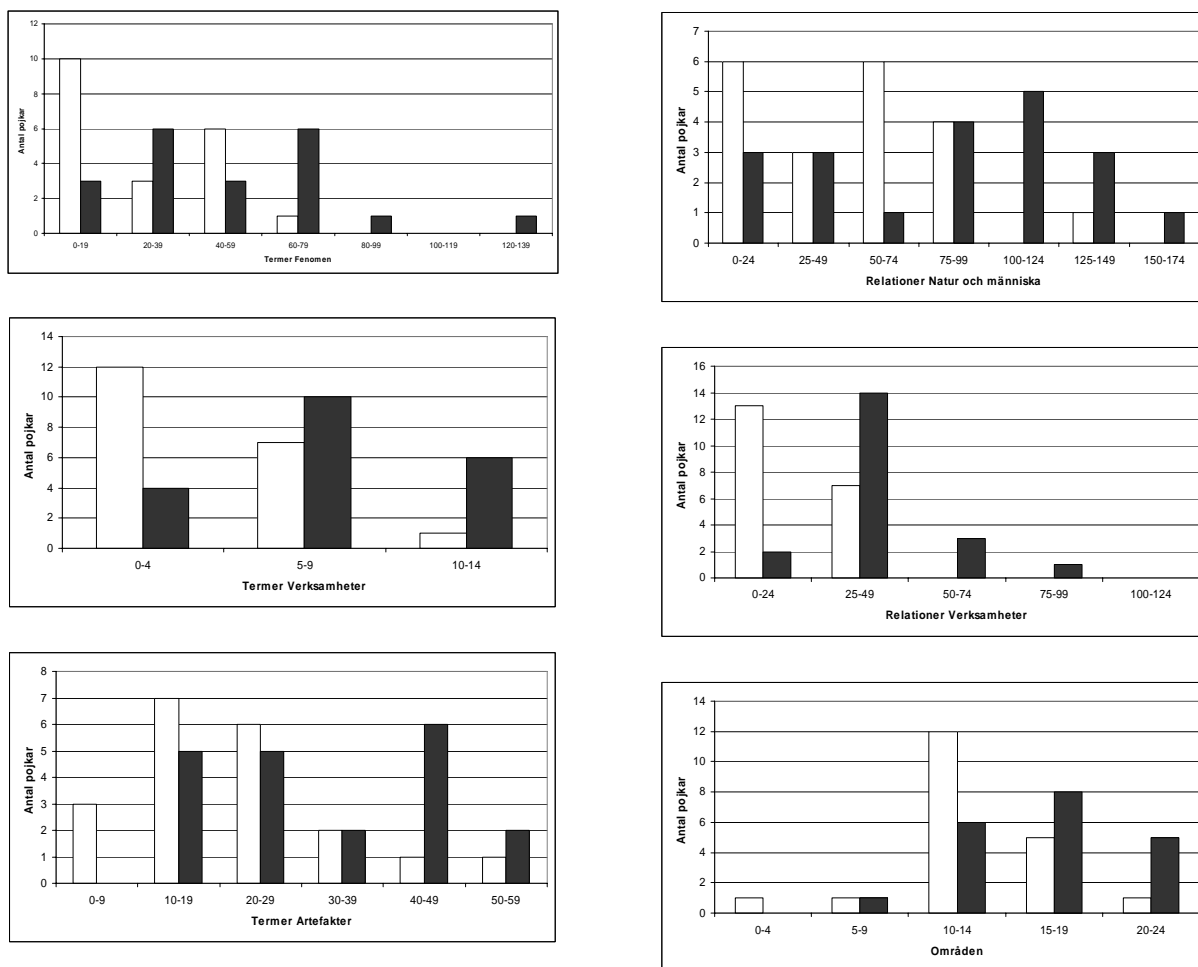 12
10
8
6
4
2
0
Antal pojkar
0-19 20-39 40-59 60-79 80-99 100-119 120-139
Termer Fenomen
14
12
10
8
6
4
2
0
Antal pojkar
0-4 5-9 10-14
Termer Verksamheter
8
7
6
5
4
3
2
1
0
Antal pojkar
0-9 10-19 20-29 30-39 40-49 50-59
Termer Artefakter
7
6
5
4
3
2
1
0
Antal pojkar
0-24 25-49 50-74 75-99 100-124 125-149 150-174
Relationer Natur och människa
16
14
12
10
8
6
4
2
0
Antal pojkar
0-24 25-49 50-74 75-99 100-124
Relationer Verksamheter
14
12
10
8
6
4
2
0
Antal pojkar
0-4 5-9 10-14 15-19 20-24
Områden